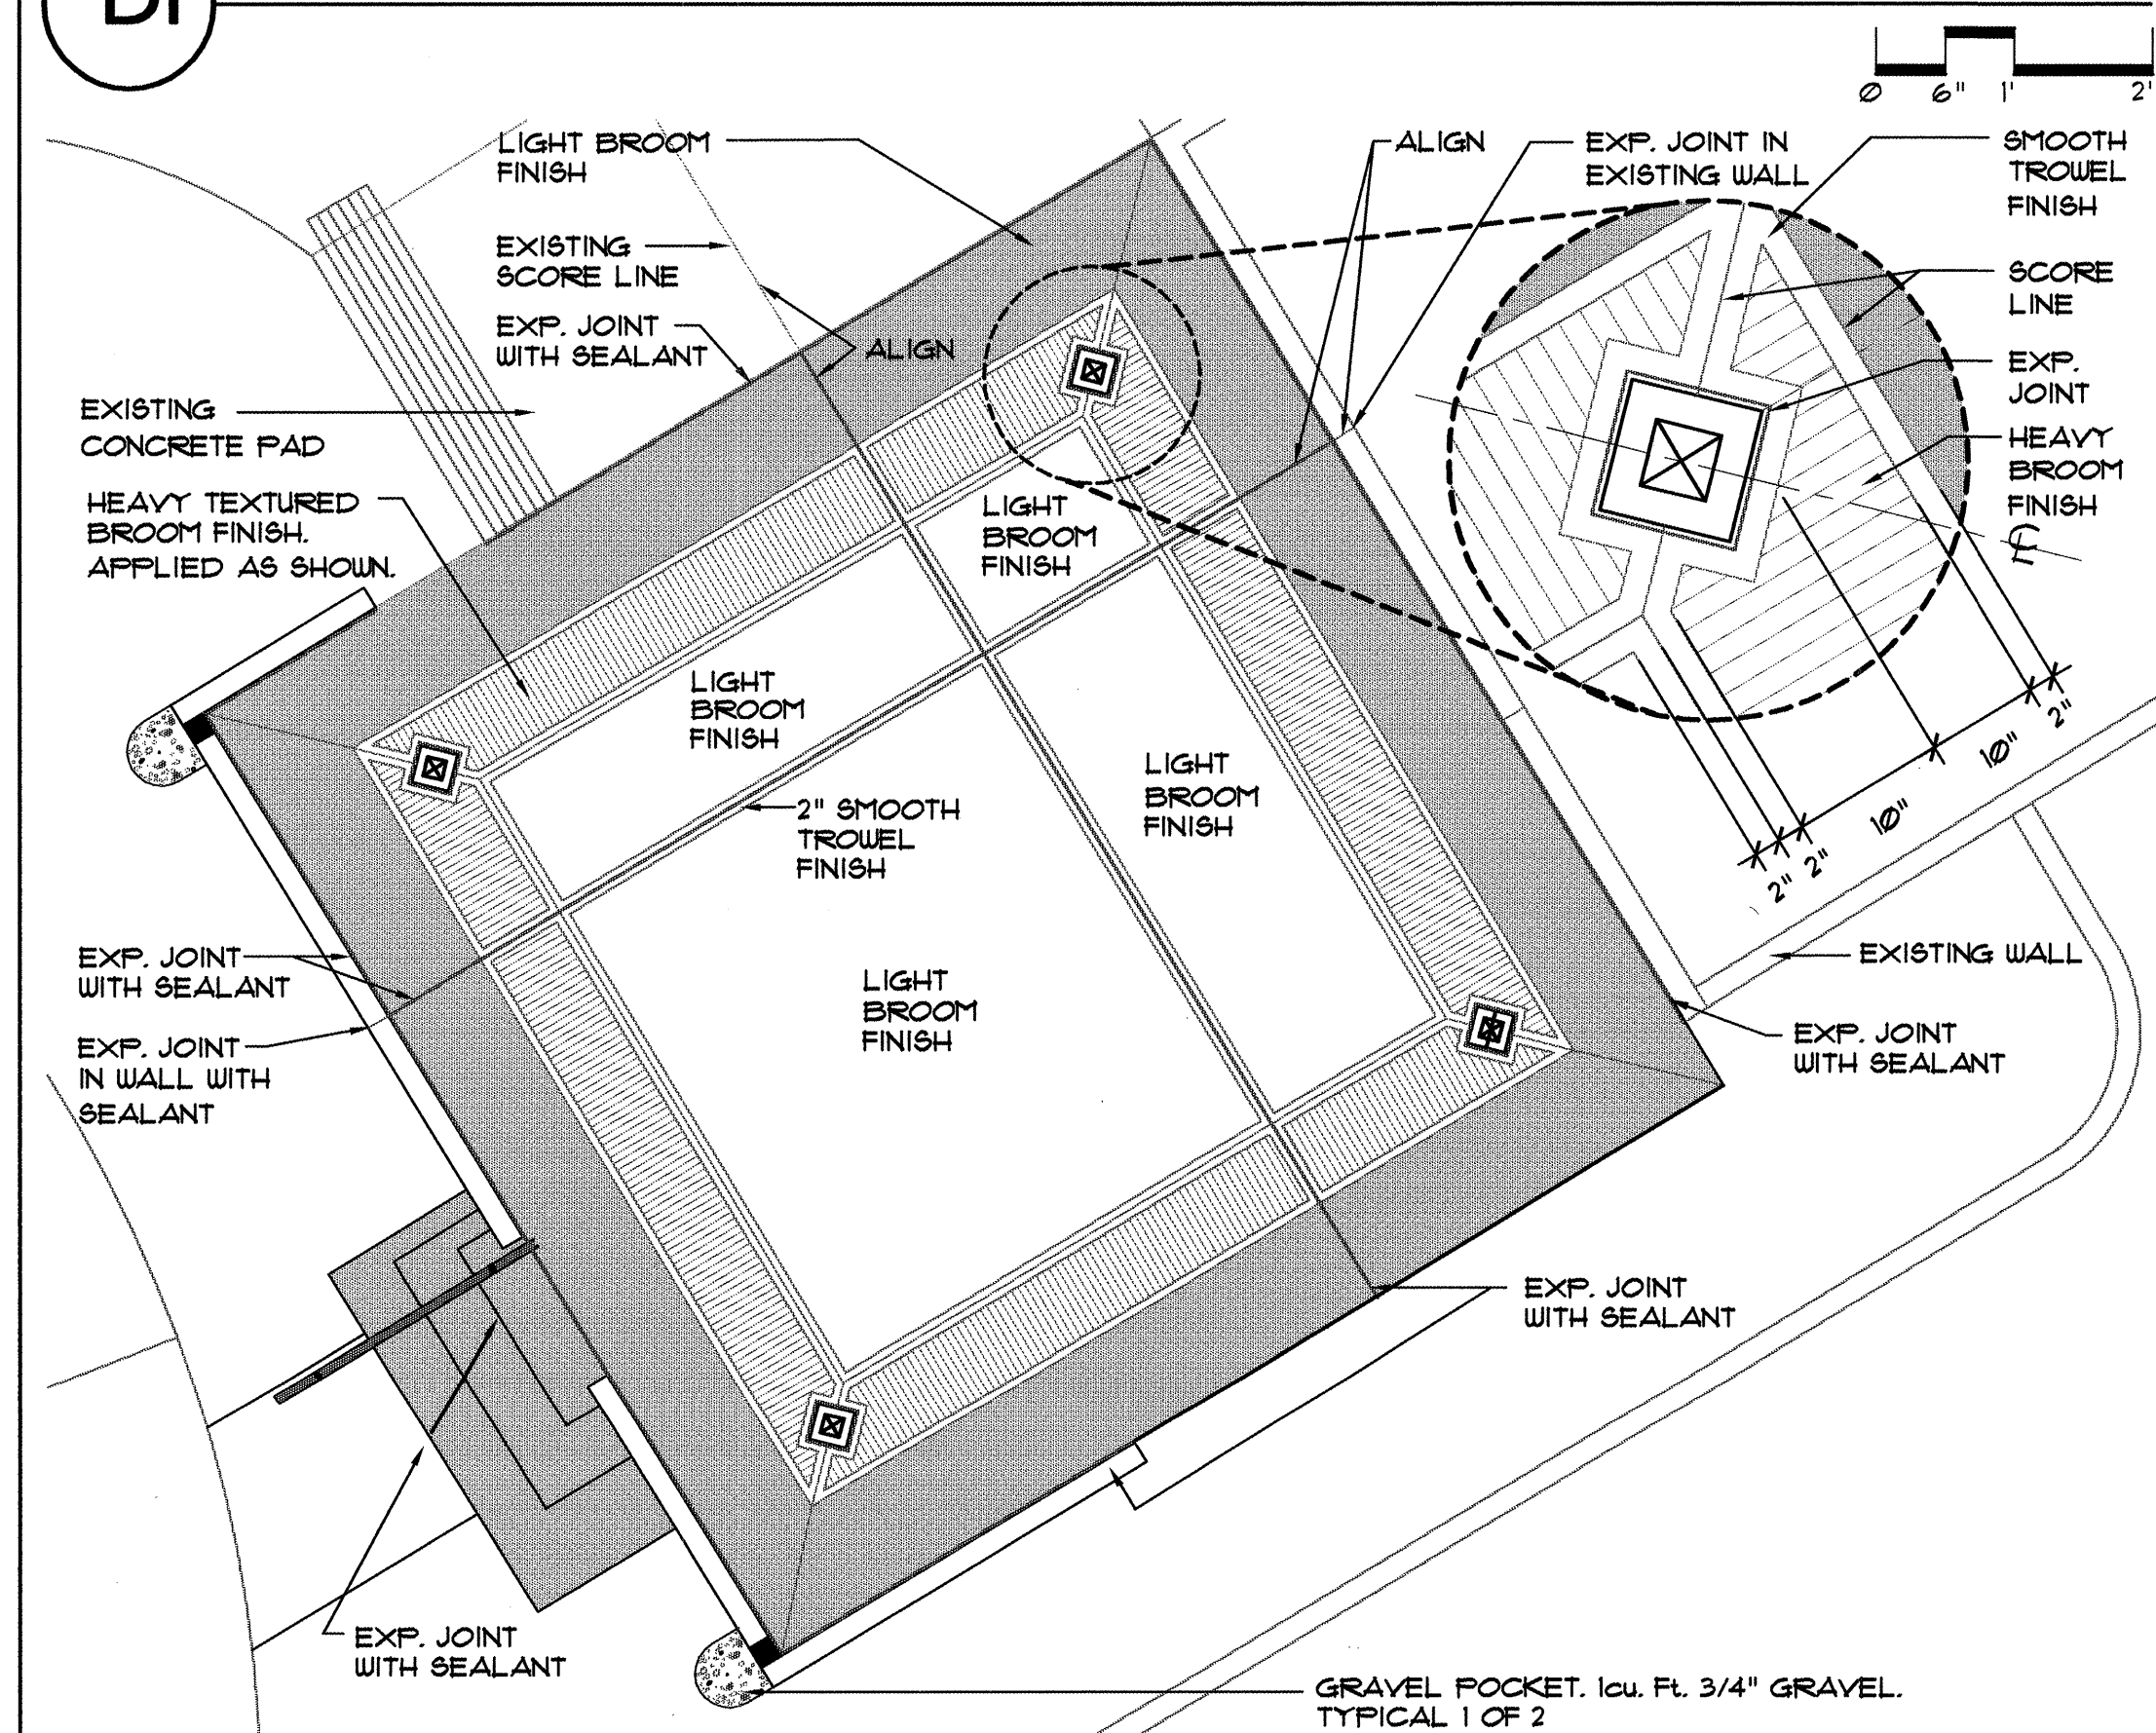 0 6" 1' 2'
LIGHT BROOM
FINISH
ALIGN
EXP. JOINT IN
EXISTING WALL
SMOOTH
TROWEL
FINISH
EXISTING
SCORE LINE
SCORE
LINE
EXP. JOINT
WITH SEALANT
ALIGN
EXP.
JOINT
EXISTING
CONCRETE PAD
HEAVY
BROOM
FINISH
HEAVY TEXTURED
BROOM FINISH.
APPLIED AS SHOWN.
LIGHT
BROOM
FINISH
LIGHT
BROOM
FINISH
LIGHT
BROOM
FINISH
2" SMOOTH
TROWEL
FINISH
2"
10"
10"
2"
2"
EXP. JOINT
WITH SEALANT
LIGHT
BROOM
FINISH
EXISTING WALL
EXP. JOINT
IN WALL WITH
SEALANT
EXP. JOINT
WITH SEALANT
EXP. JOINT
WITH SEALANT
EXP. JOINT
WITH SEALANT
GRAVEL POCKET. 1cu. Ft. 3/4" GRAVEL.
TYPICAL 1 OF 2